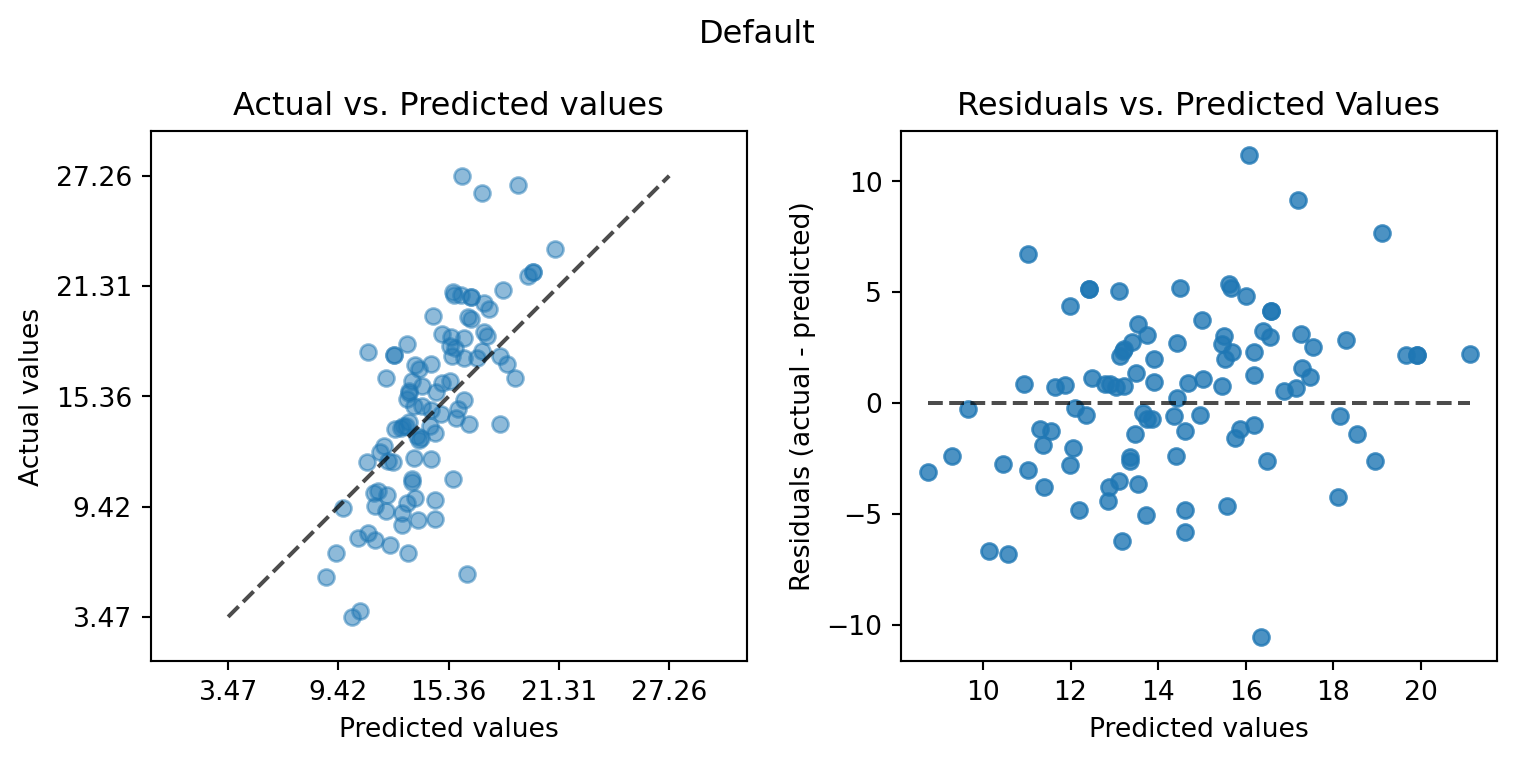 Default
Actual vs. Predicted values
27.26
21.31
15.36
9.42
3.47
Actual values
3.47 9.42 15.36 21.31 27.26
Predicted values
Residuals vs. Predicted Values
10
5
0
−5
−10
Residuals (actual - predicted)
10 12 14 16 18 20
Predicted values